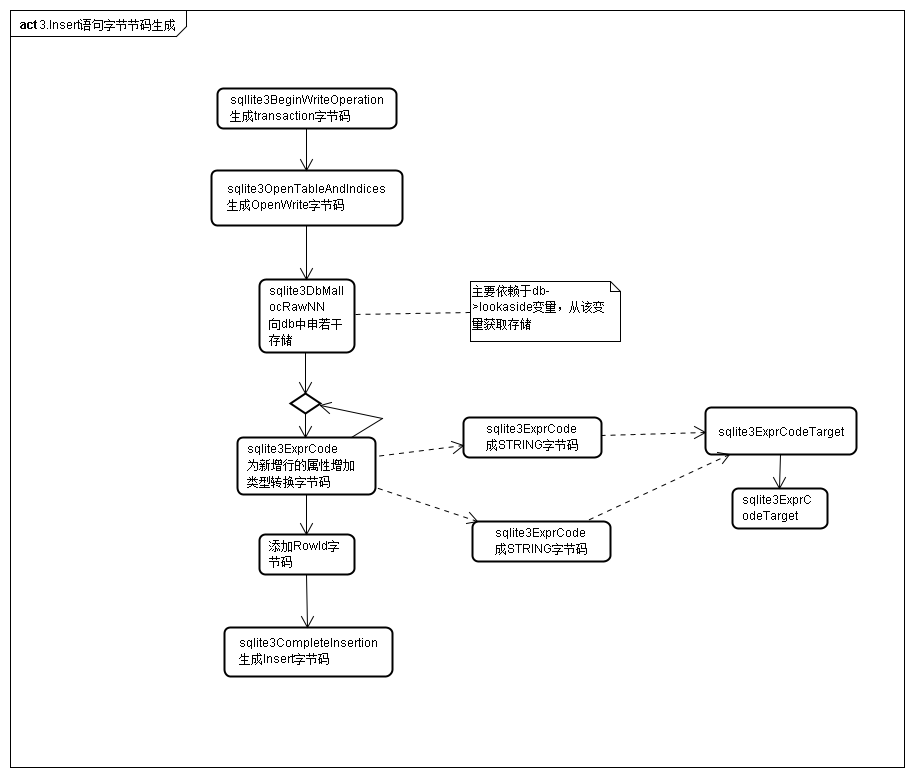 act 3.Insert语句字节节码生成
sqllite3BeginWriteOperation
生成transaction字节码
sqlite3OpenTableAndIndices
生成OpenWrite字节码
sqlite3DbMall
ocRawNN
向db中申若干
存储
主要依赖于db-
>lookaside变量，从该变
量获取存储
sqlite3ExprCode
为新增行的属性增加
类型转换字节码
sqlite3ExprCode
成STRING字节码
sqlite3ExprCodeTarget
sqlite3ExprC
odeTarget
sqlite3ExprCode
成STRING字节码
添加RowId字
节码
sqlite3CompleteInsertion
生成Insert字节码